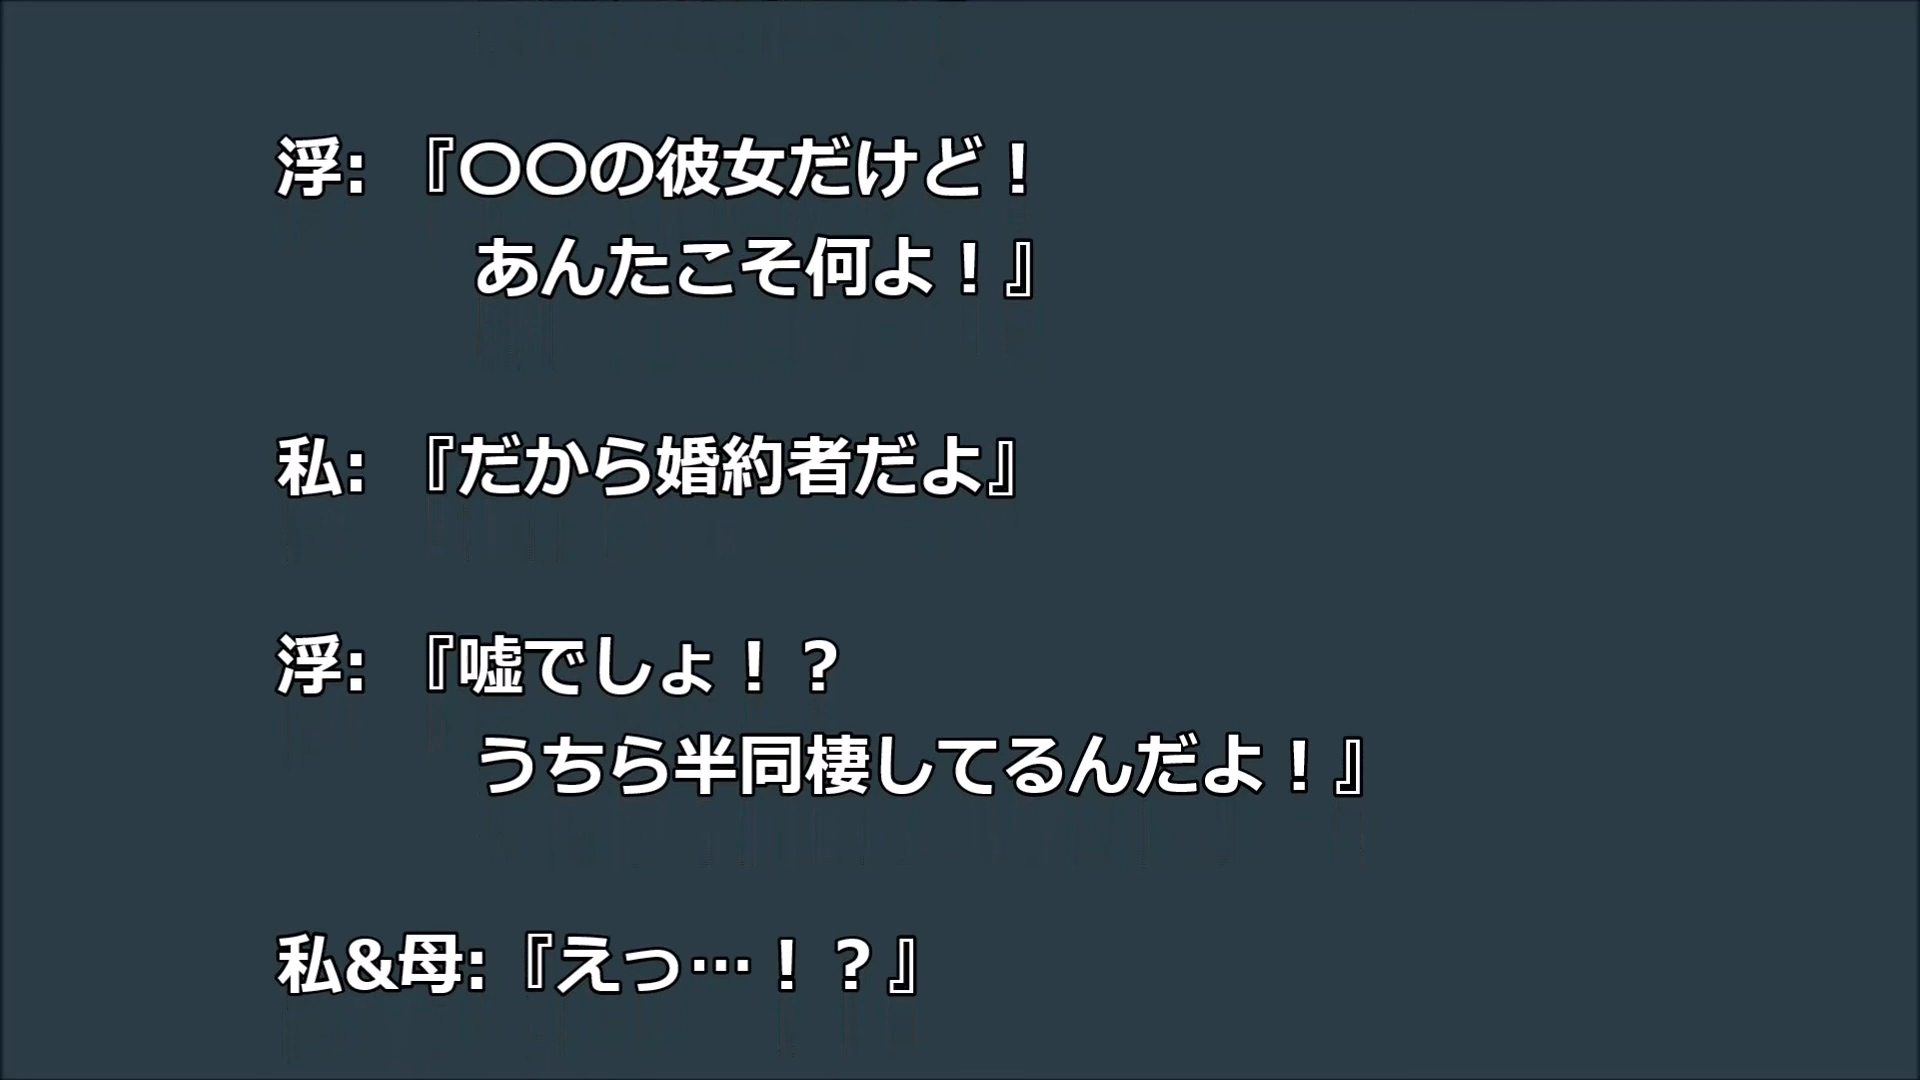 浮: 『〇〇の彼女だけど！
あんたこそ何よ！』
私: 『だから婚約者だよ』
浮: 『嘘でしょ！？
うちら半同棲してるんだよ！』
私&母:『えっ…！？』